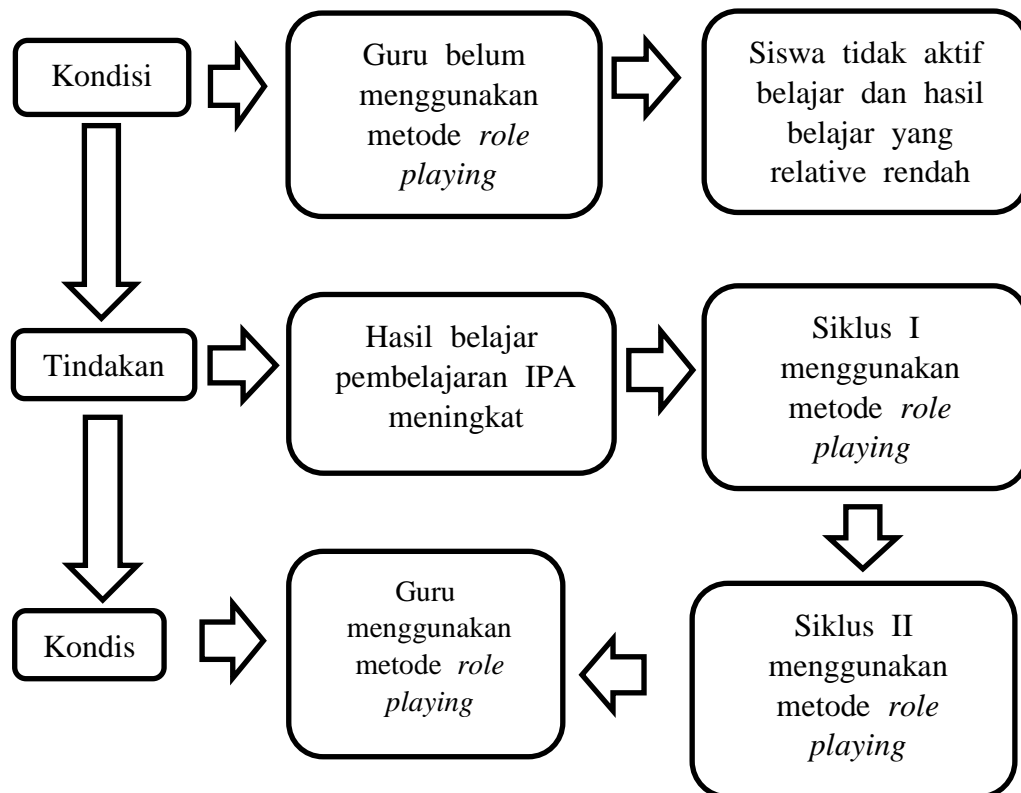 Kondisi
Guru belum
menggunakan
metode role
playing
Siswa tidak aktif
belajar dan hasil
belajar yang
relative rendah
Tindakan
Hasil belajar
pembelajaran IPA
meningkat
Siklus I
menggunakan
metode role
playing
Kondis
Guru
menggunakan
metode role
playing
Siklus II
menggunakan
metode role
playing